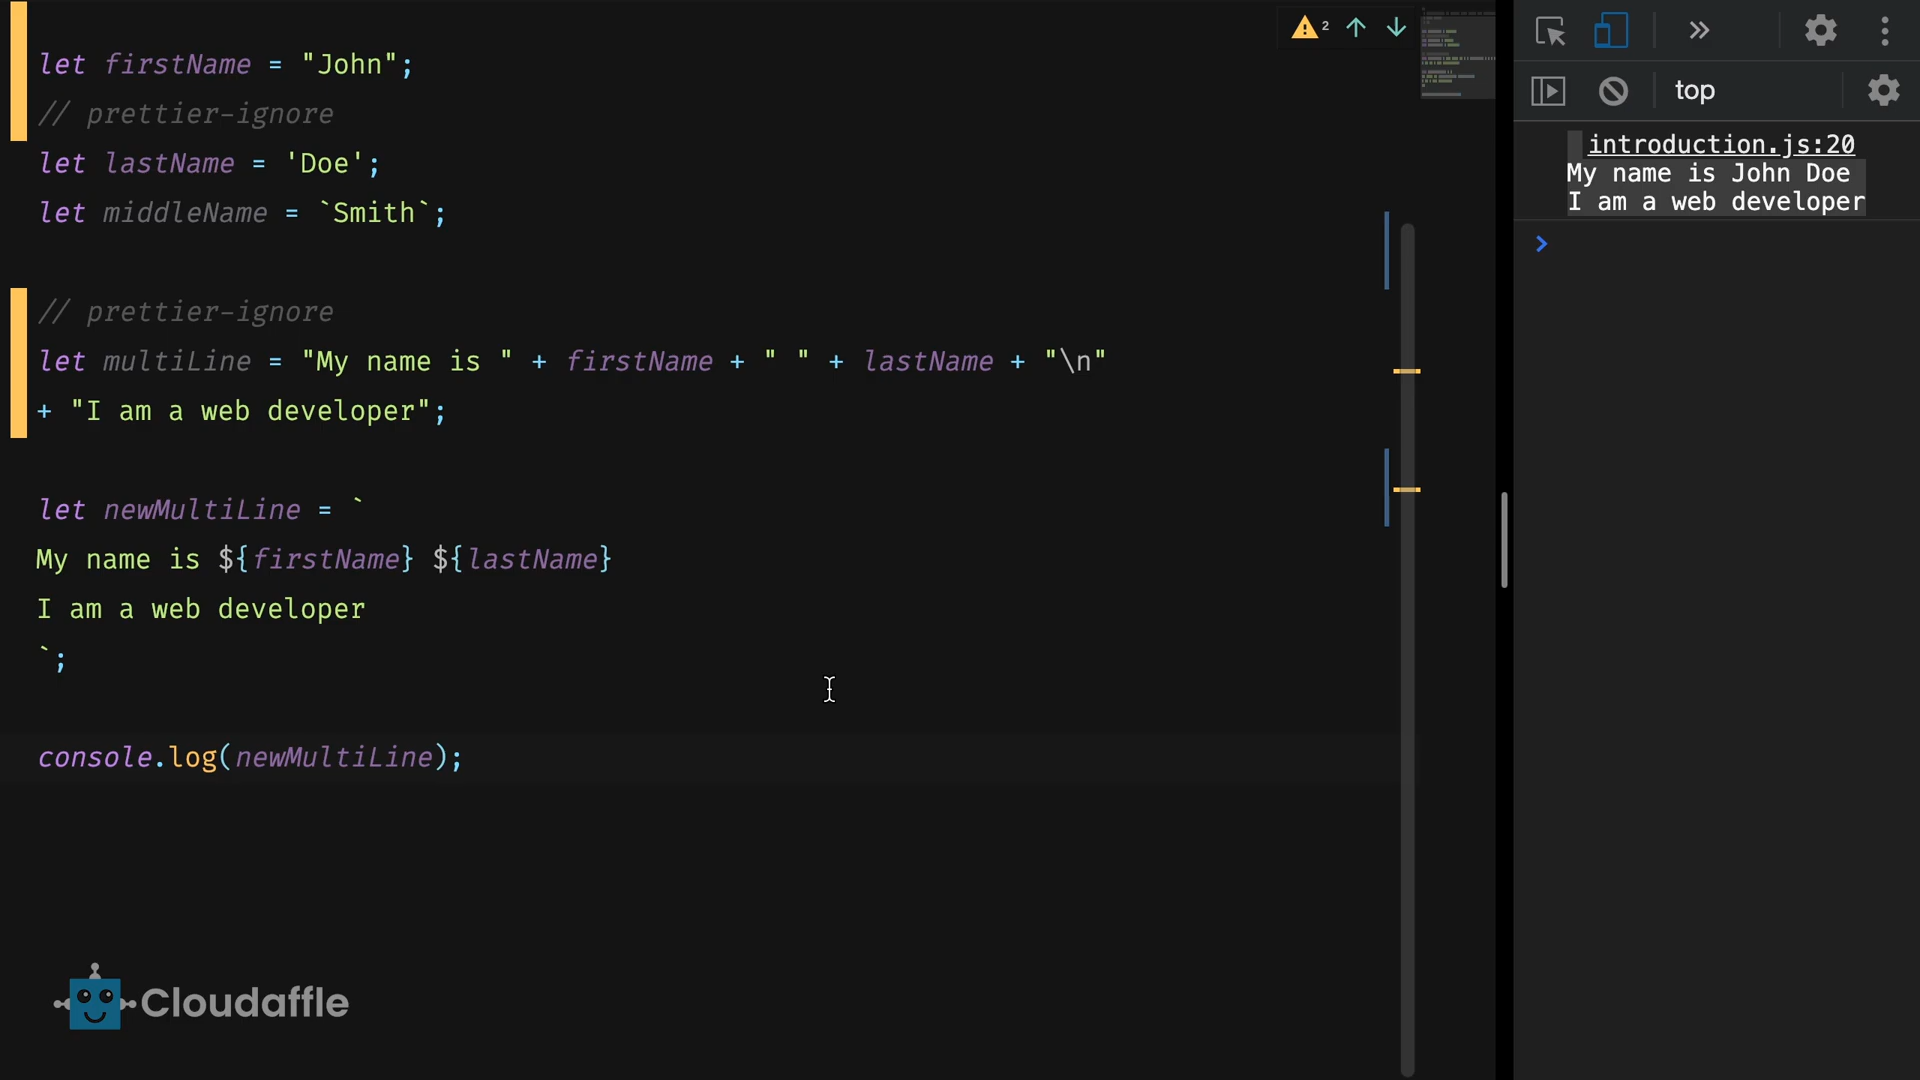 let firstName = "John";
// prettier-ignore
let lastName = 'Doe';
let middleName = `Smith`;
// prettier-ignore
let multiLine = "My name is " + firstName + " " + lastName + "\n"
+ "I am a web developer";
let newMultiLine = `
My name is ${firstName} ${lastName}
I am a web developer
`;
console.log(newMultiLine);
Cloudaffle
2
top
introduction.js:20
My name is John Doe
I am a web developer